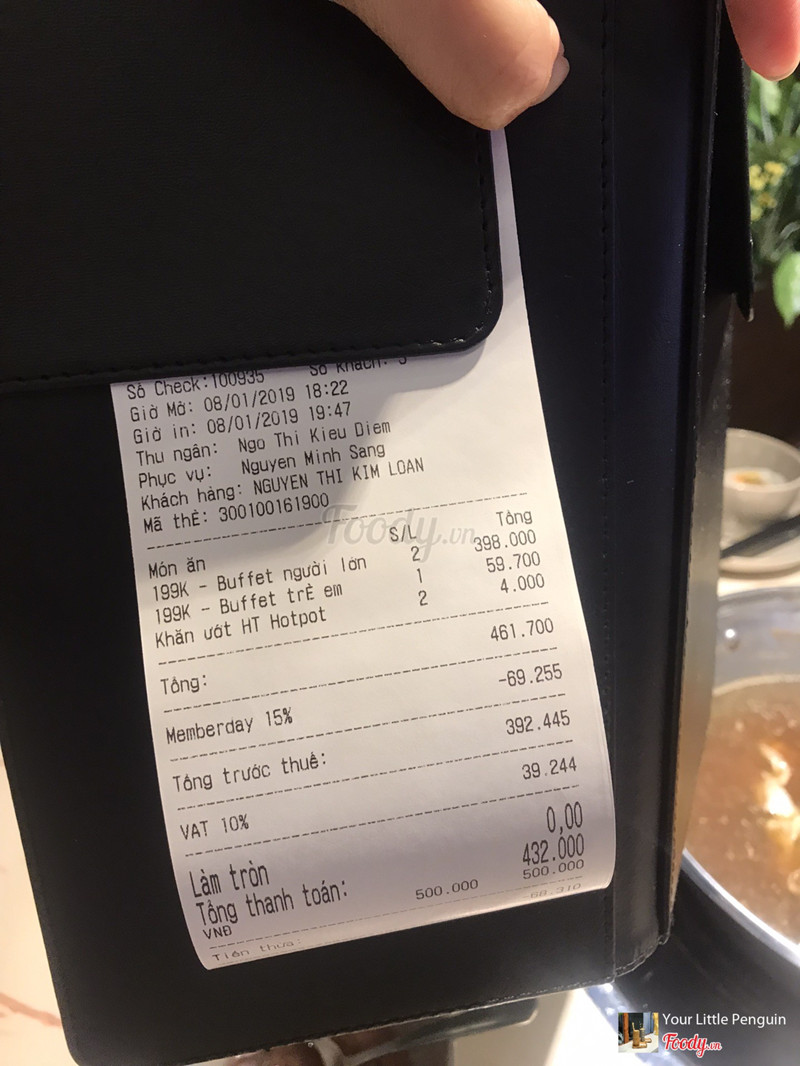 Số Check:100935 Số Khách: 3
Giờ Mở: 08/01/2019 18:22
Giờ in: 08/01/2019 19:47
Thu ngân: Ngo Thi Kieu Diem
Phục vụ: Nguyen Minh Sang
Khách hàng: NGUYEN THI KIM LOAN
Mã thẺ: 300100161900
Món ăn S/L Tổng
199K - Buffet người lớn 2 398.000
199K - Buffet trẺ em 1 59.700
Khăn ướt HT Hotpot 2 4.000
Tổng: 461.700
Memberday 15% -69.255
Tổng trước thuế: 392.445
VAT 10% 39.244
Làm tròn 0,00
Tổng thanh toán: 432.000
VNĐ 500.000 500.000
Tiền thừa: -68.310
Foody.vn
Your Little Penguin
Foody.vn